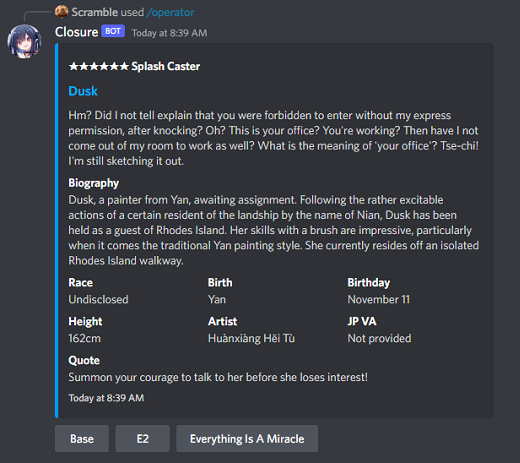 Scramble used /operator
Closure BOT Today at 8:39 AM
★★★★★★ Splash Caster
Dusk
Hm? Did I not tell explain that you were forbidden to enter without my express
permission, after knocking? Oh? This is your office? You're working? Then have I not
come out of my room to work as well? What is the meaning of 'your office'? Tse-chi!
I'm still sketching it out.
Biography
Dusk, a painter from Yan, awaiting assignment. Following the rather excitable
actions of a certain resident of the landship by the name of Nian, Dusk has been
held as a guest of Rhodes Island. Her skills with a brush are impressive, particularly
when it comes the traditional Yan painting style. She currently resides off an isolated
Rhodes Island walkway.
Race Birth Birthday
Undisclosed Yan November 11
Height Artist JP VA
162cm Huànxiàng Hēi Tù Not provided
Quote
Summon your courage to talk to her before she loses interest!
Today at 8:39 AM
Base E2 Everything Is A Miracle